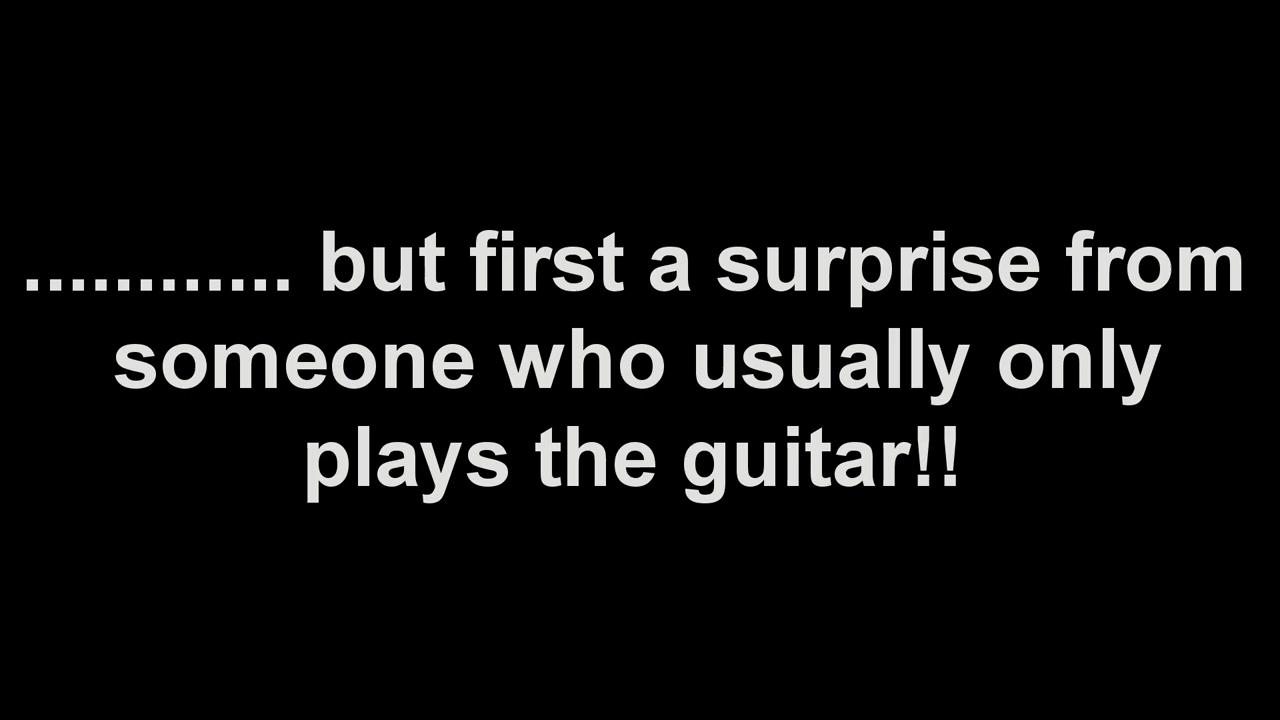 ............ but first a surprise from
someone who usually only
plays the guitar!!